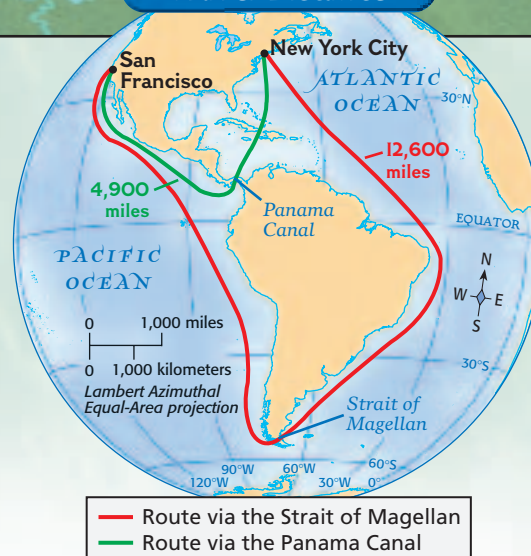 San
Francisco
New York City
ATLANTIC
OCEAN
30°N
12,600
miles
4,900
miles
Panama
Canal
EQUATOR
PACIFIC
OCEAN
N
W
E
S
0
1,000 miles
0
1,000 kilometers
30°S
Lambert Azimuthal
Equal-Area projection
Strait of
Magellan
90°W
60°W
60°S
120°W
30°W
0°
Route via the Strait of Magellan
Route via the Panama Canal